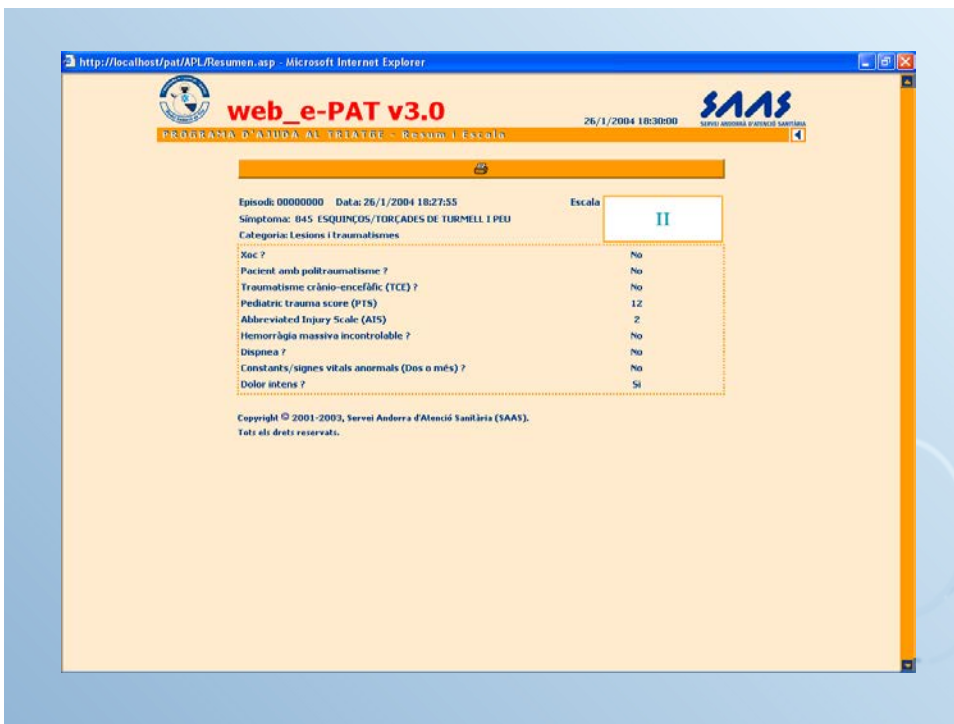 http://localhost/pat/APL/Resumen.asp - Microsoft Internet Explorer
web_e-PAT v3.0
26/1/2004 18:30:00
SAAS
SERVEI ANDORRÀ D'ATENCIÓ SANITÀRIA
PROGRAMA D'AJUDA AL TRIATGE - Resum i Escala
Episodi: 00000000 Data: 26/1/2004 18:27:55 Escala
Símptoma: 845 ESQUINÇOS/TORÇADES DE TURMELL I PEU
II
Categoria: Lesions i traumatismes
Xoc ? No
Pacient amb politraumatisme ? No
Traumatisme crànio-encefàfic (TCE) ? No
Pediatric trauma score (PTS) 12
Abbreviated Injury Scale (AIS) 2
Hemorràgia massiva incontrolable ? No
Dispnea ? No
Constants/signes vitals anormals (Dos o més) ? No
Dolor intens ? Si
Copyright © 2001-2003, Servei Andorra d'Atenció Sanitària (SAAS).
Tots els drets reservats.